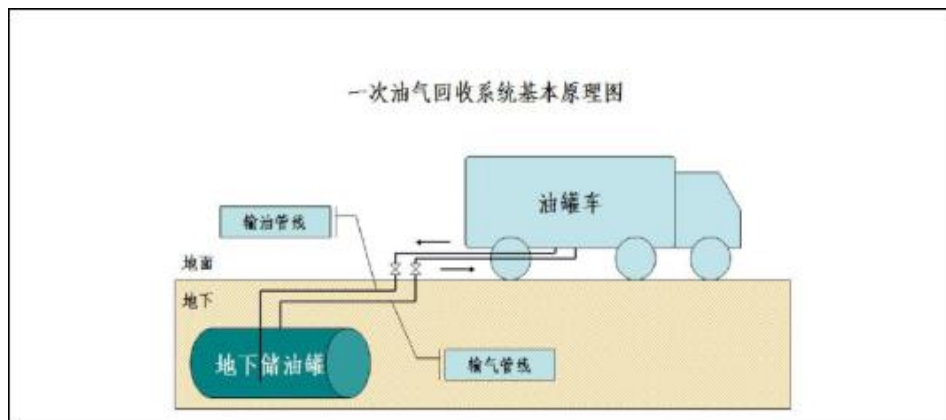 一次油气回收系统基本原理图
油罐车
输油管线
地面
地下
地下储油罐
输气管线